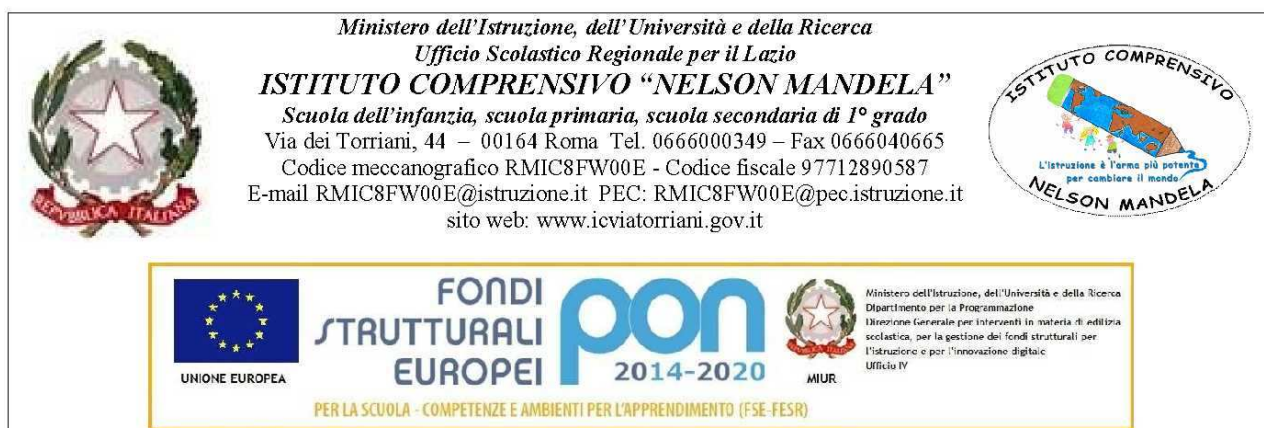 Ministero dell'Istruzione, dell'Università e della Ricerca
Ufficio Scolastico Regionale per il Lazio
ISTITUTO COMPRENSIVO “NELSON MANDELA”
Scuola dell'infanzia, scuola primaria, scuola secondaria di 1° grado
Via dei Torriani, 44 – 00164 Roma Tel. 0666000349 – Fax 0666040665
Codice meccanografico RMIC8FW00E - Codice fiscale 97712890587
E-mail RMIC8FW00E@istruzione.it PEC: RMIC8FW00E@pec.istruzione.it
sito web: www.icviatorriani.gov.it
REPVBBLICA ITALIANA
ISTITUTO COMPRENSIVO
L'istruzione è l'arma più potente
per cambiare il mondo
NELSON MANDELA
UNIONE EUROPEA
FONDI
STRUTTURALI
EUROPEI
pon
2014-2020
MIUR
Ministero dell'Istruzione, dell'Università e della Ricerca
Dipartimento per la Programmazione
Direzione Generale per interventi in materia di edilizia
scolastica, per la gestione dei fondi strutturali per
l'istruzione e per l'innovazione digitale
Ufficio IV
PER LA SCUOLA - COMPETENZE E AMBIENTI PER L'APPRENDIMENTO (FSE-FESR)